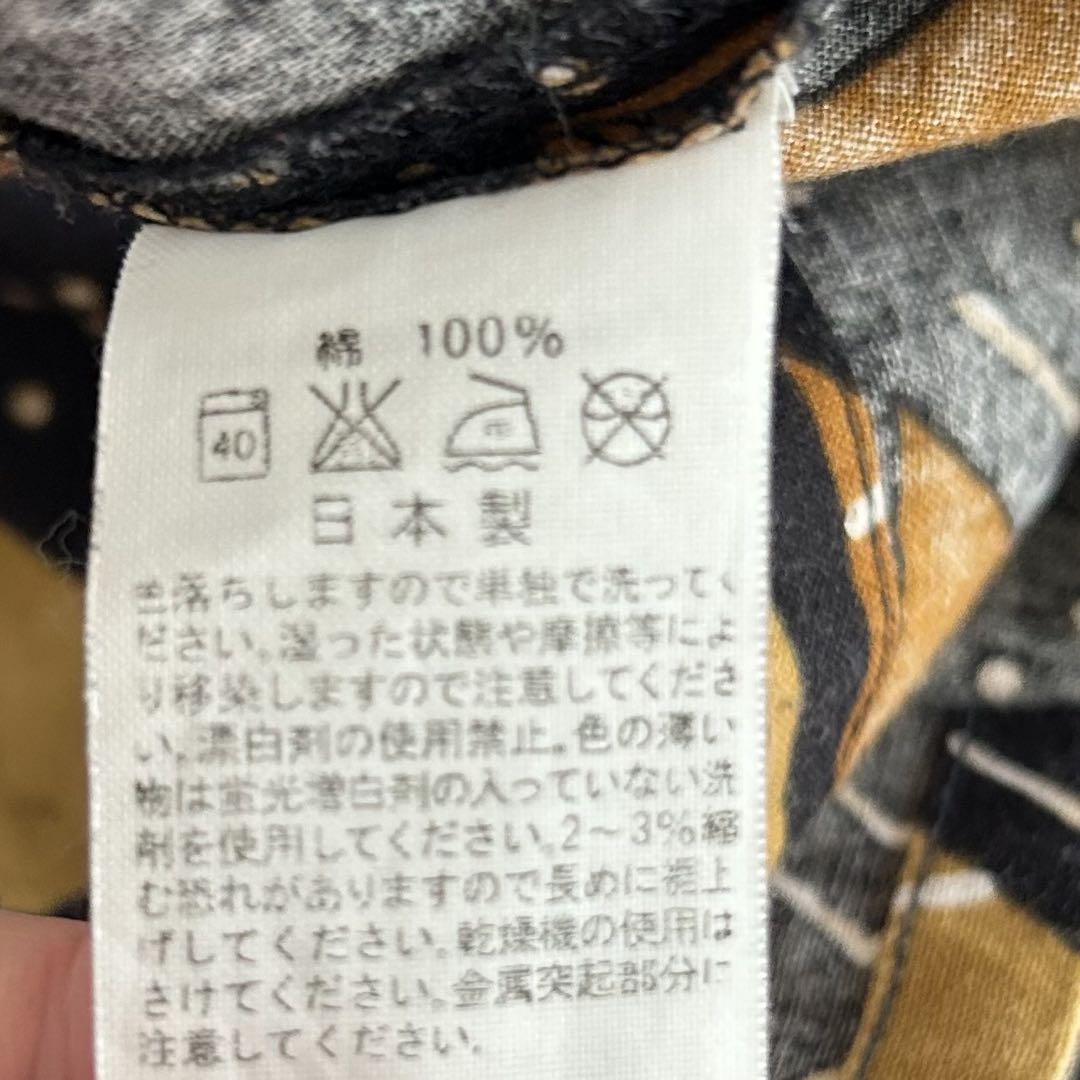 綿 100%
40
日本製
色落ちしますので単独で洗ってく
ださい。湿った状態や摩擦等によ
り移染しますので注意してくださ
い。漂白剤の使用禁止。色の薄い
物は蛍光増白剤の入っていない洗
剤を使用してください。2～3%縮
む恐れがありますので長めに裾上
げしてください。乾燥機の使用は
さけてください。金属突起部分に
注意してください。